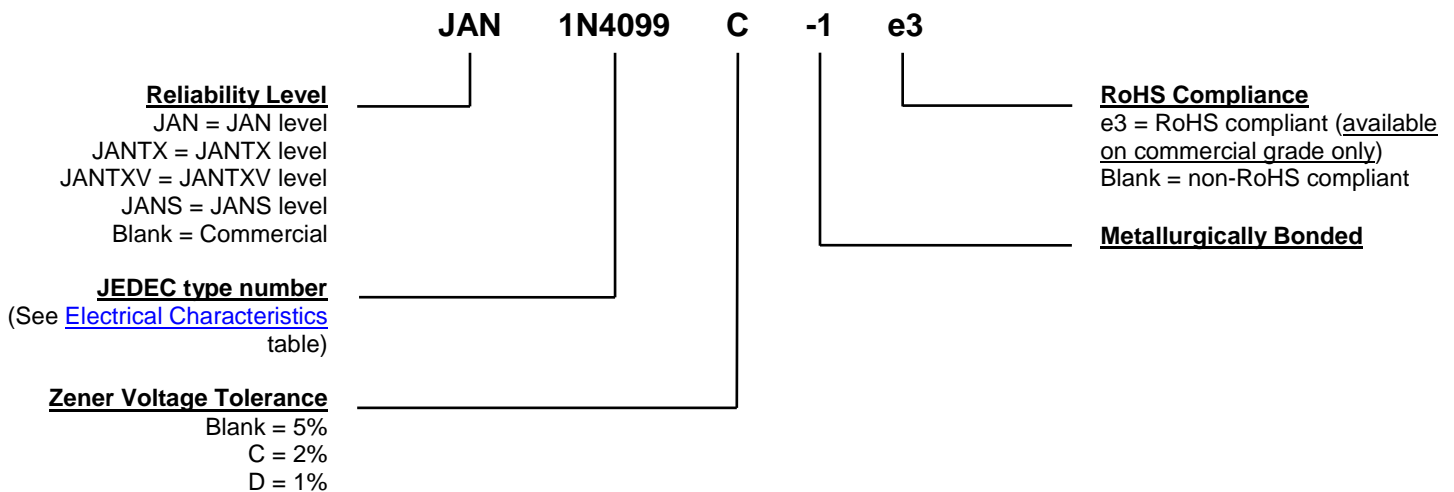 JAN 1N4099 C -1 e3
Reliability Level
JAN = JAN level
JANTX = JANTX level
JANTXV = JANTXV level
JANS = JANS level
Blank = Commercial
JEDEC type number
(See Electrical Characteristics
table)
Zener Voltage Tolerance
Blank = 5%
C = 2%
D = 1%
RoHS Compliance
e3 = RoHS compliant (available
on commercial grade only)
Blank = non-RoHS compliant
Metallurgically Bonded